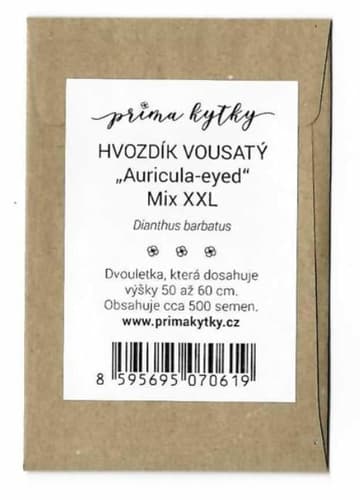 prima kytky
HVOZDÍK VOUSATÝ
„Auricula-eyed“
Mix XXL
Dianthus barbatus
Dvouletka, která dosahuje
výšky 50 až 60 cm.
Obsahuje cca 500 semen.
www.primakytky.cz
8 595695 070619